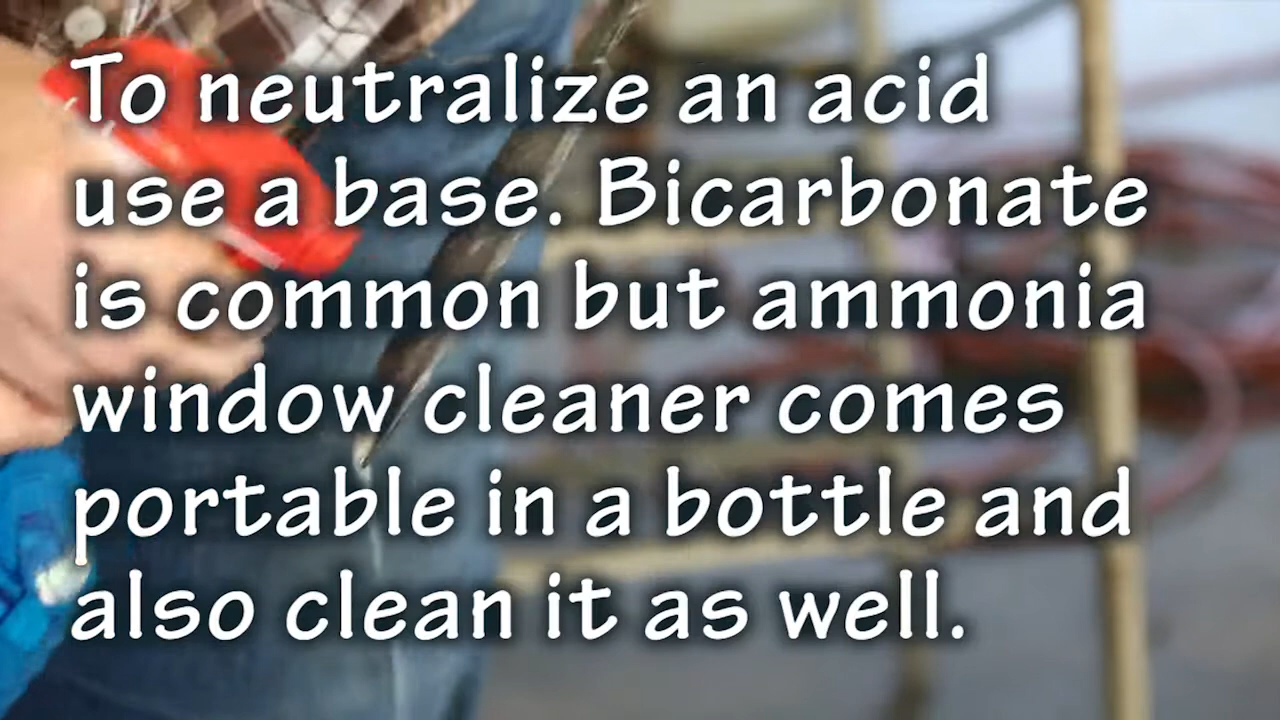 To neutralize an acid
use a base. Bicarbonate
is common but ammonia
window cleaner comes
portable in a bottle and
also clean it as well.